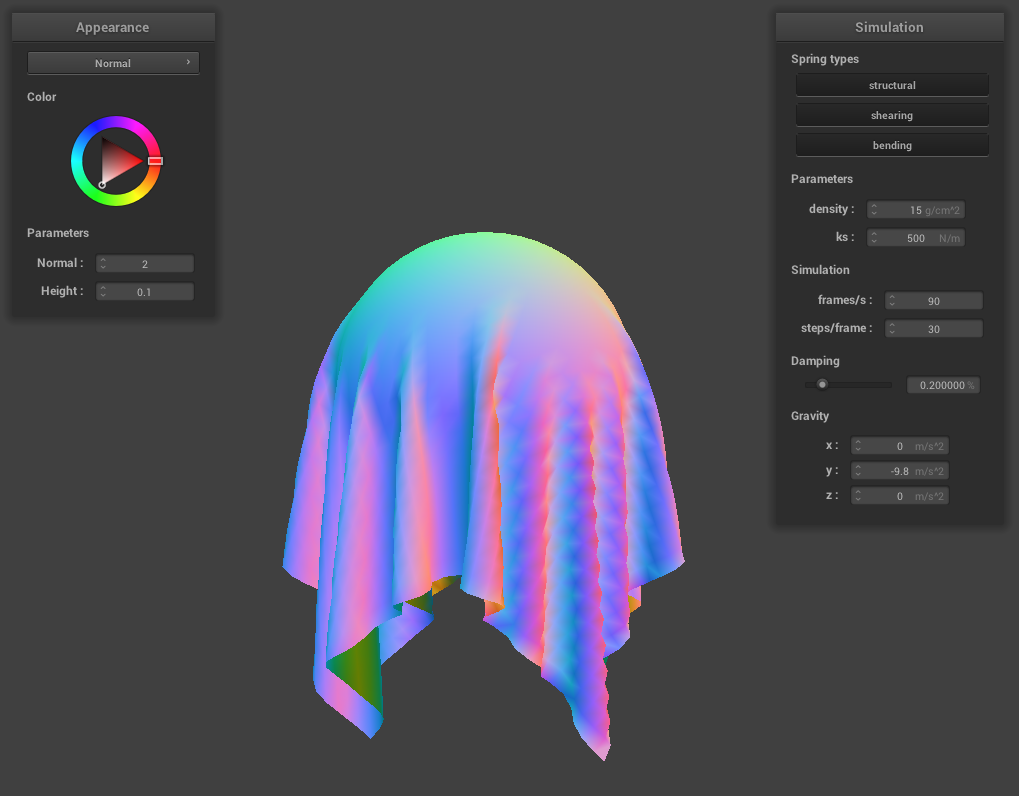 Appearance
Normal ›
Color
Parameters
Normal : 2
Height : 0.1
Simulation
Spring types
structural
shearing
bending
Parameters
density : 15 g/cm^2
ks : 500 N/m
Simulation
frames/s : 90
steps/frame : 30
Damping
0.200000 %
Gravity
x : 0 m/s^2
y : -9.8 m/s^2
z : 0 m/s^2